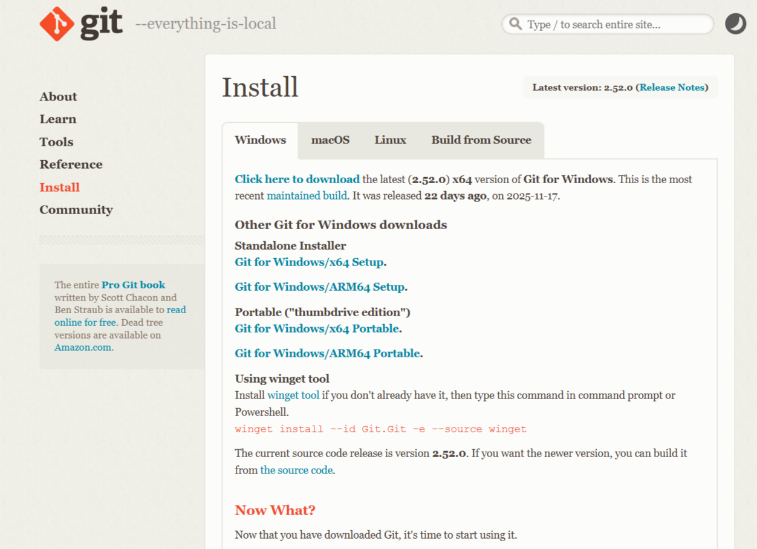 git --everything-is-local
Type / to search entire site...
About
Learn
Tools
Reference
Install
Community
The entire Pro Git book
written by Scott Chacon and
Ben Straub is available to read
online for free. Dead tree
versions are available on
Amazon.com.
Install
Latest version: 2.52.0 (Release Notes)
Windows macOS Linux Build from Source
Click here to download the latest (2.52.0) x64 version of Git for Windows. This is the most
recent maintained build. It was released 22 days ago, on 2025-11-17.
Other Git for Windows downloads
Standalone Installer
Git for Windows/x64 Setup.
Git for Windows/ARM64 Setup.
Portable ("thumbdrive edition")
Git for Windows/x64 Portable.
Git for Windows/ARM64 Portable.
Using winget tool
Install winget tool if you don't already have it, then type this command in command prompt or
Powershell.
winget install --id Git.Git -e --source winget
The current source code release is version 2.52.0. If you want the newer version, you can build it
from the source code.
Now What?
Now that you have downloaded Git, it's time to start using it.